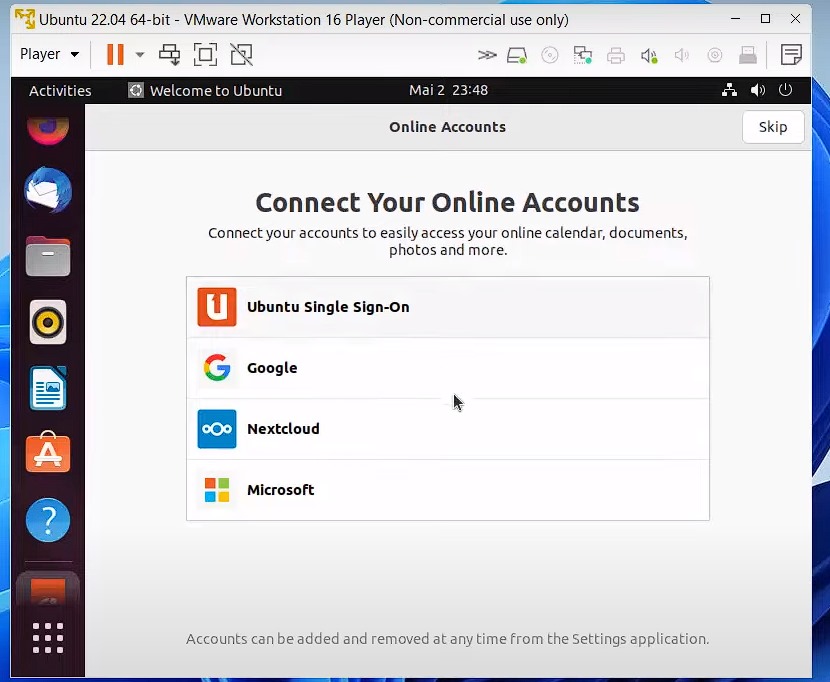 Ubuntu 22.04 64-bit - VMware Workstation 16 Player (Non-commercial use only)
Player
Activities
Welcome to Ubuntu
Mai 2 23:48
Online Accounts
Skip
Connect Your Online Accounts
Connect your accounts to easily access your online calendar, documents,
photos and more.
Ubuntu Single Sign-On
Google
Nextcloud
Microsoft
Accounts can be added and removed at any time from the Settings application.